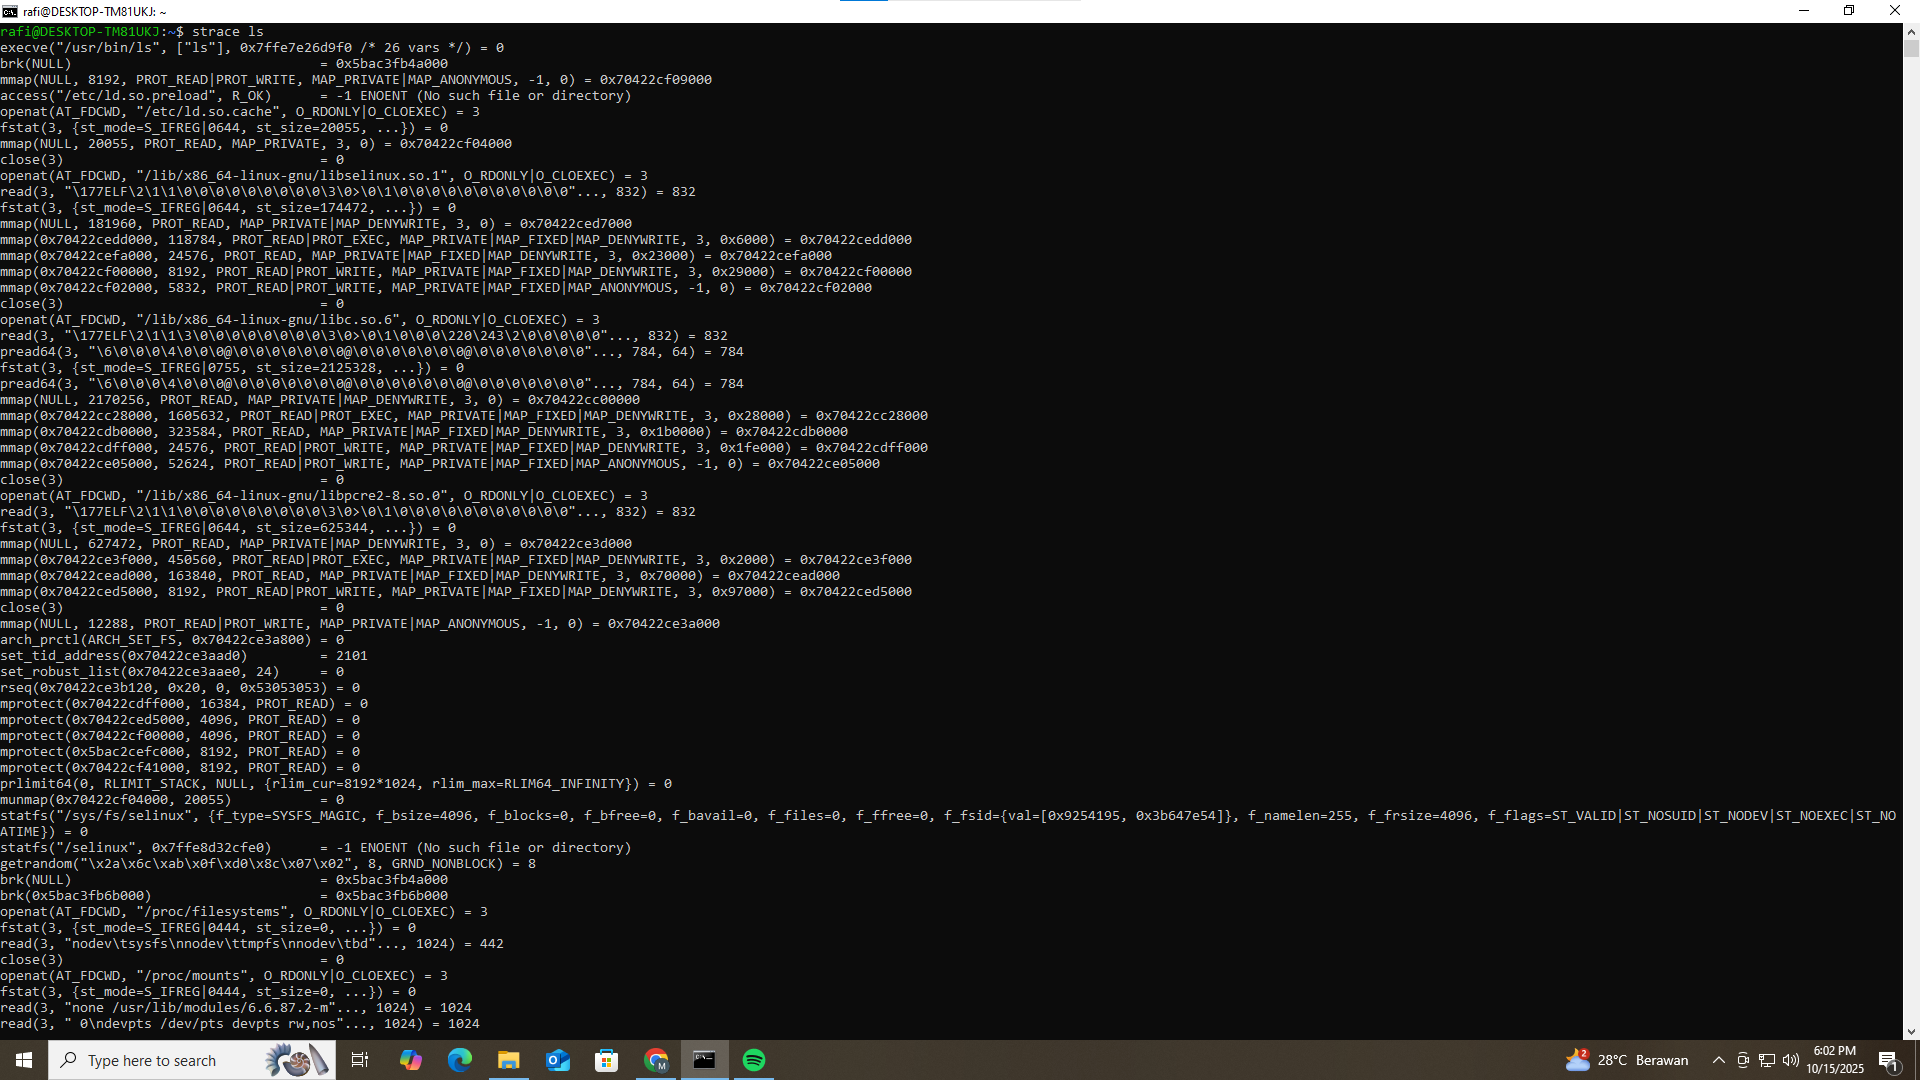 rafi@DESKTOP-TM81UKJ: ~
rafi@DESKTOP-TM81UKJ:~$ strace ls
execve("/usr/bin/ls", ["ls"], 0x7ffe7e26d9f0 /* 26 vars */) = 0
brk(NULL)                               = 0x5bac3fb4a000
mmap(NULL, 8192, PROT_READ|PROT_WRITE, MAP_PRIVATE|MAP_ANONYMOUS, -1, 0) = 0x70422cf09000
access("/etc/ld.so.preload", R_OK)      = -1 ENOENT (No such file or directory)
openat(AT_FDCWD, "/etc/ld.so.cache", O_RDONLY|O_CLOEXEC) = 3
fstat(3, {st_mode=S_IFREG|0644, st_size=20055, ...}) = 0
mmap(NULL, 20055, PROT_READ, MAP_PRIVATE, 3, 0) = 0x70422cf04000
close(3)                                = 0
openat(AT_FDCWD, "/lib/x86_64-linux-gnu/libselinux.so.1", O_RDONLY|O_CLOEXEC) = 3
read(3, "\177ELF\2\1\1\0\0\0\0\0\0\0\0\0\3\0>\0\1\0\0\0\0\0\0\0\0\0\0\0"..., 832) = 832
fstat(3, {st_mode=S_IFREG|0644, st_size=174472, ...}) = 0
mmap(NULL, 181960, PROT_READ, MAP_PRIVATE|MAP_DENYWRITE, 3, 0) = 0x70422ced7000
mmap(0x70422cedd000, 118784, PROT_READ|PROT_EXEC, MAP_PRIVATE|MAP_FIXED|MAP_DENYWRITE, 3, 0x6000) = 0x70422cedd000
mmap(0x70422cefa000, 24576, PROT_READ, MAP_PRIVATE|MAP_FIXED|MAP_DENYWRITE, 3, 0x23000) = 0x70422cefa000
mmap(0x70422cf00000, 8192, PROT_READ|PROT_WRITE, MAP_PRIVATE|MAP_FIXED|MAP_DENYWRITE, 3, 0x29000) = 0x70422cf00000
mmap(0x70422cf02000, 5832, PROT_READ|PROT_WRITE, MAP_PRIVATE|MAP_FIXED|MAP_ANONYMOUS, -1, 0) = 0x70422cf02000
close(3)                                = 0
openat(AT_FDCWD, "/lib/x86_64-linux-gnu/libc.so.6", O_RDONLY|O_CLOEXEC) = 3
read(3, "\177ELF\2\1\1\3\0\0\0\0\0\0\0\0\3\0>\0\1\0\0\0\220\243\2\0\0\0\0\0"..., 832) = 832
pread64(3, "\6\0\0\0\4\0\0\0@\0\0\0\0\0\0\0@\0\0\0\0\0\0\0@\0\0\0\0\0\0\0"..., 784, 64) = 784
fstat(3, {st_mode=S_IFREG|0755, st_size=2125328, ...}) = 0
pread64(3, "\6\0\0\0\4\0\0\0@\0\0\0\0\0\0\0@\0\0\0\0\0\0\0@\0\0\0\0\0\0\0"..., 784, 64) = 784
mmap(NULL, 2170256, PROT_READ, MAP_PRIVATE|MAP_DENYWRITE, 3, 0) = 0x70422cc00000
mmap(0x70422cc28000, 1605632, PROT_READ|PROT_EXEC, MAP_PRIVATE|MAP_FIXED|MAP_DENYWRITE, 3, 0x28000) = 0x70422cc28000
mmap(0x70422cdb0000, 323584, PROT_READ, MAP_PRIVATE|MAP_FIXED|MAP_DENYWRITE, 3, 0x1b0000) = 0x70422cdb0000
mmap(0x70422cdff000, 24576, PROT_READ|PROT_WRITE, MAP_PRIVATE|MAP_FIXED|MAP_DENYWRITE, 3, 0x1fe000) = 0x70422cdff000
mmap(0x70422ce05000, 52624, PROT_READ|PROT_WRITE, MAP_PRIVATE|MAP_FIXED|MAP_ANONYMOUS, -1, 0) = 0x70422ce05000
close(3)                                = 0
openat(AT_FDCWD, "/lib/x86_64-linux-gnu/libpcre2-8.so.0", O_RDONLY|O_CLOEXEC) = 3
read(3, "\177ELF\2\1\1\0\0\0\0\0\0\0\0\0\3\0>\0\1\0\0\0\0\0\0\0\0\0\0\0"..., 832) = 832
fstat(3, {st_mode=S_IFREG|0644, st_size=625344, ...}) = 0
mmap(NULL, 627472, PROT_READ, MAP_PRIVATE|MAP_DENYWRITE, 3, 0) = 0x70422ce3d000
mmap(0x70422ce3f000, 450560, PROT_READ|PROT_EXEC, MAP_PRIVATE|MAP_FIXED|MAP_DENYWRITE, 3, 0x2000) = 0x70422ce3f000
mmap(0x70422cead000, 163840, PROT_READ, MAP_PRIVATE|MAP_FIXED|MAP_DENYWRITE, 3, 0x70000) = 0x70422cead000
mmap(0x70422ced5000, 8192, PROT_READ|PROT_WRITE, MAP_PRIVATE|MAP_FIXED|MAP_DENYWRITE, 3, 0x97000) = 0x70422ced5000
close(3)                                = 0
mmap(NULL, 12288, PROT_READ|PROT_WRITE, MAP_PRIVATE|MAP_ANONYMOUS, -1, 0) = 0x70422ce3a000
arch_prctl(ARCH_SET_FS, 0x70422ce3a800) = 0
set_tid_address(0x70422ce3aad0)         = 2101
set_robust_list(0x70422ce3aae0, 24)     = 0
rseq(0x70422ce3b120, 0x20, 0, 0x53053053) = 0
mprotect(0x70422cdff000, 16384, PROT_READ) = 0
mprotect(0x70422ced5000, 4096, PROT_READ) = 0
mprotect(0x70422cf00000, 4096, PROT_READ) = 0
mprotect(0x5bac2cefc000, 8192, PROT_READ) = 0
mprotect(0x70422cf41000, 8192, PROT_READ) = 0
prlimit64(0, RLIMIT_STACK, NULL, {rlim_cur=8192*1024, rlim_max=RLIM64_INFINITY}) = 0
munmap(0x70422cf04000, 20055)           = 0
statfs("/sys/fs/selinux", {f_type=SYSFS_MAGIC, f_bsize=4096, f_blocks=0, f_bfree=0, f_bavail=0, f_files=0, f_ffree=0, f_fsid={val=[0x9254195, 0x3b647e54]}, f_namelen=255, f_frsize=4096, f_flags=ST_VALID|ST_NOSUID|ST_NODEV|ST_NOEXEC|ST_NO
ATIME}) = 0
statfs("/selinux", 0x7ffe8d32cfe0)      = -1 ENOENT (No such file or directory)
getrandom("\x2a\x6c\xab\x0f\xd0\x8c\x07\x02", 8, GRND_NONBLOCK) = 8
brk(NULL)                               = 0x5bac3fb4a000
brk(0x5bac3fb6b000)                     = 0x5bac3fb6b000
openat(AT_FDCWD, "/proc/filesystems", O_RDONLY|O_CLOEXEC) = 3
fstat(3, {st_mode=S_IFREG|0444, st_size=0, ...}) = 0
read(3, "nodev\tsysfs\nnodev\ttmpfs\nnodev\tbd"..., 1024) = 442
close(3)                                = 0
openat(AT_FDCWD, "/proc/mounts", O_RDONLY|O_CLOEXEC) = 3
fstat(3, {st_mode=S_IFREG|0444, st_size=0, ...}) = 0
read(3, "none /usr/lib/modules/6.6.87.2-m"..., 1024) = 1024
read(3, " 0\ndevpts /dev/pts devpts rw,nos"..., 1024) = 1024
Type here to search
M
2
28°C Berawan
6:02 PM
10/15/2025
1